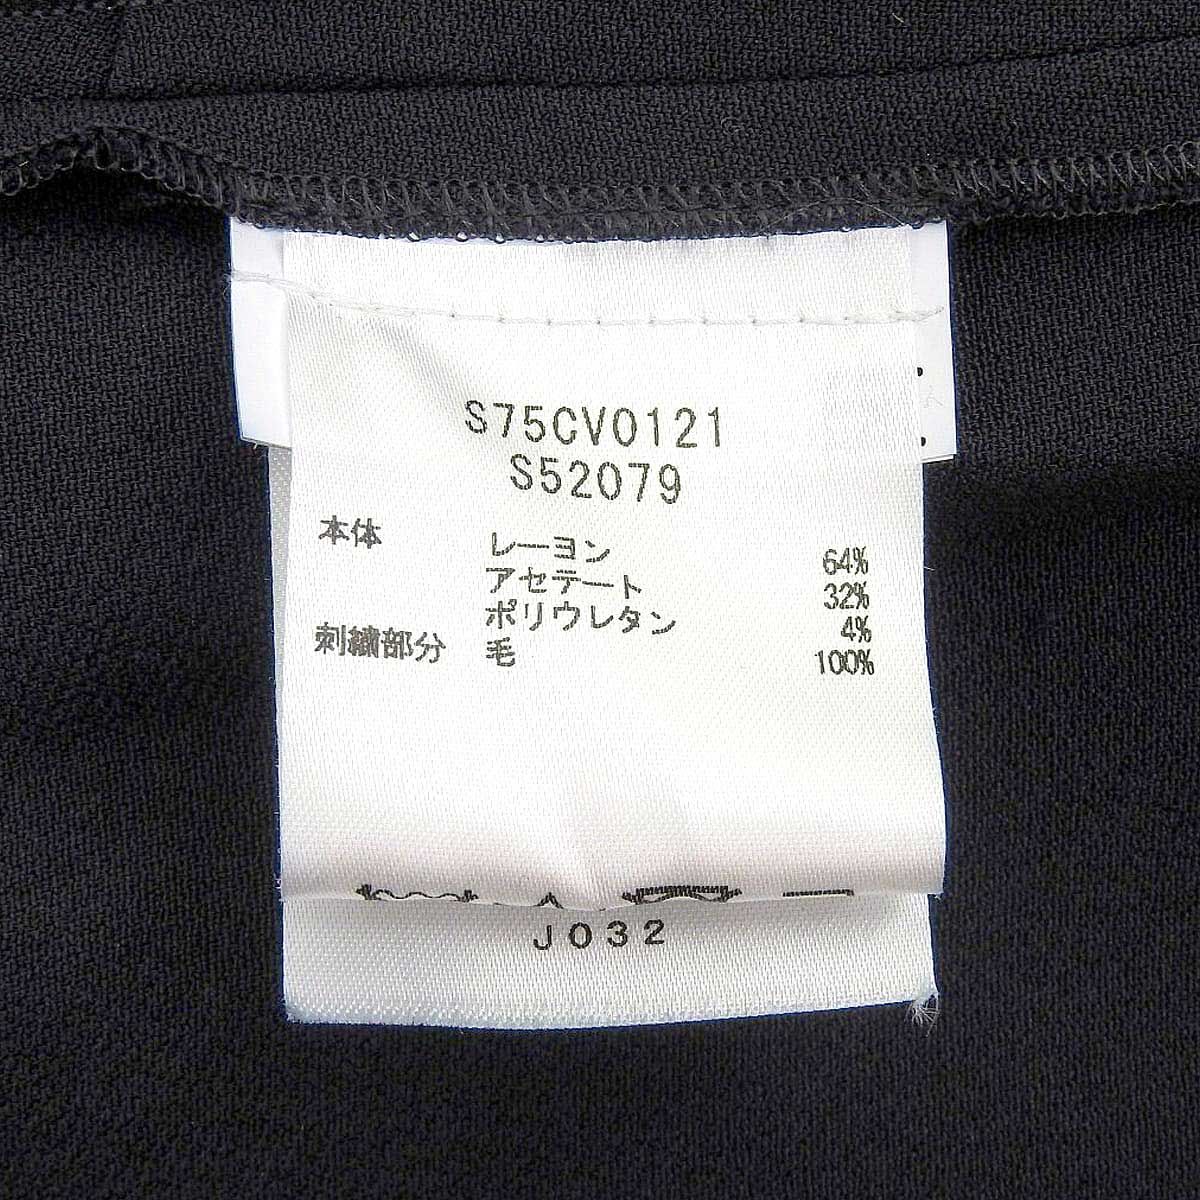 S75CV0121
S52079
本体 レーヨン 64%
アセテート 32%
ポリウレタン 4%
刺繍部分 毛 100%
J032